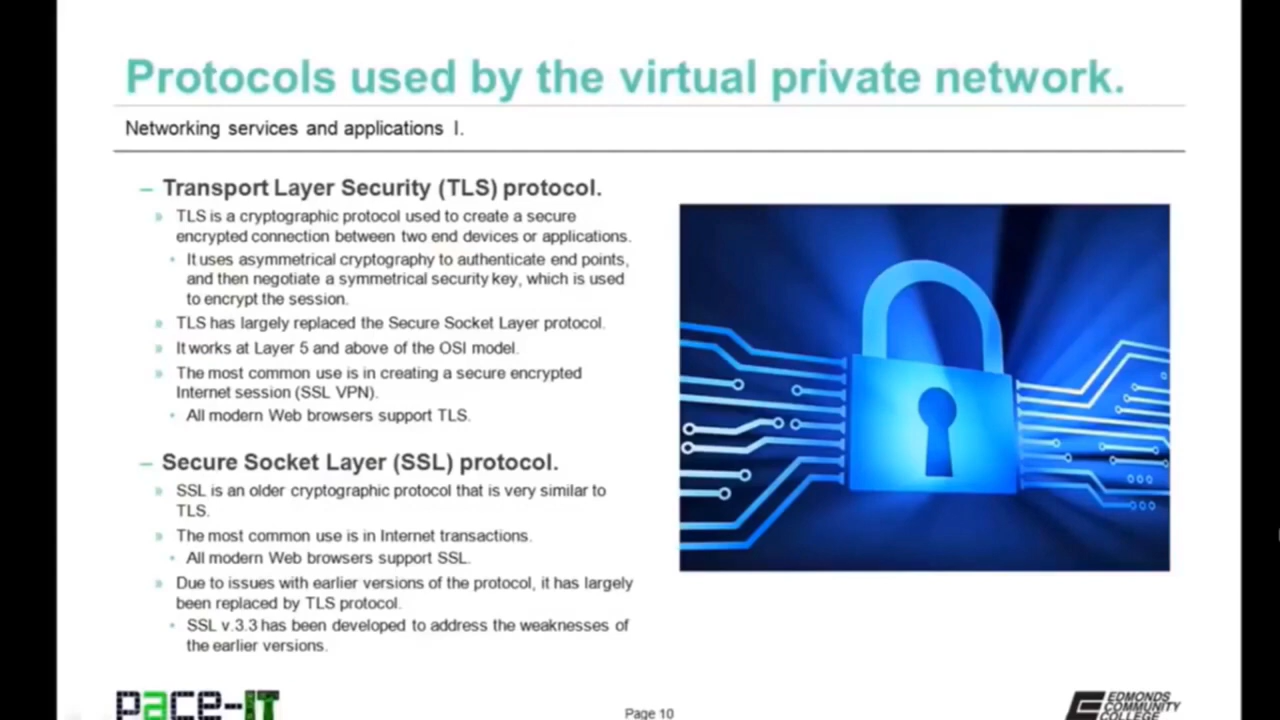 Protocols used by the virtual private network.
Networking services and applications I.
– Transport Layer Security (TLS) protocol.
» TLS is a cryptographic protocol used to create a secure
encrypted connection between two end devices or applications.
• It uses asymmetrical cryptography to authenticate end points,
and then negotiate a symmetrical security key, which is used
to encrypt the session.
» TLS has largely replaced the Secure Socket Layer protocol.
» It works at Layer 5 and above of the OSI model.
» The most common use is in creating a secure encrypted
Internet session (SSL VPN).
• All modern Web browsers support TLS.
– Secure Socket Layer (SSL) protocol.
» SSL is an older cryptographic protocol that is very similar to
TLS.
» The most common use is in Internet transactions.
• All modern Web browsers support SSL.
» Due to issues with earlier versions of the protocol, it has largely
been replaced by TLS protocol.
• SSL v.3.3 has been developed to address the weaknesses of
the earlier versions.
pace-IT
Page 10
EDMONDS
COMMUNITY
COLLEGE